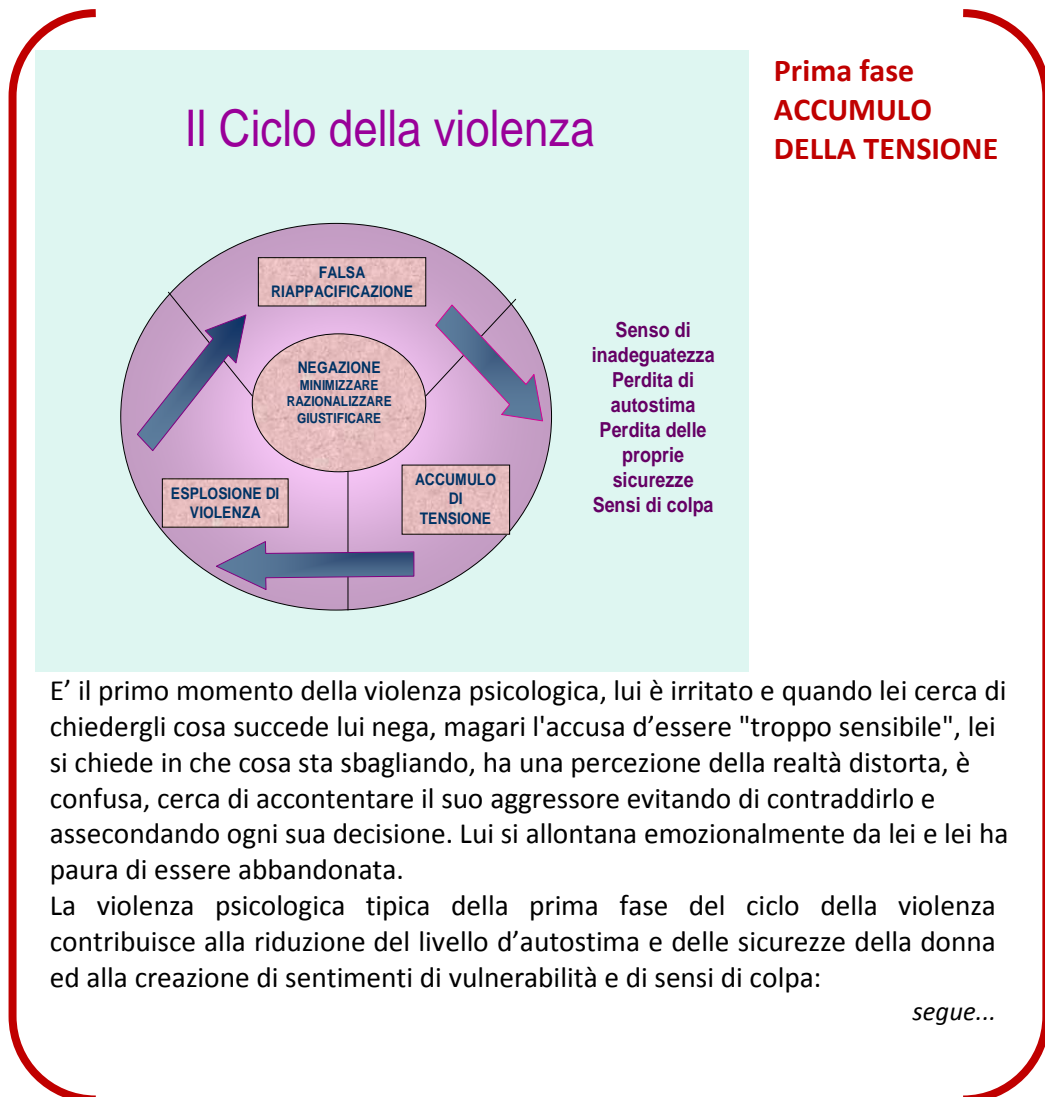 Prima fase
ACCUMULO
DELLA TENSIONE
Il Ciclo della violenza
FALSA
RIAPPACIFICAZIONE
NEGAZIONE
MINIMIZZARE
RAZIONALIZZARE
GIUSTIFICARE
ESPLOSIONE DI
VIOLENZA
ACCUMULO
DI
TENSIONE
Senso di
inadeguatezza
Perdita di
autostima
Perdita delle
proprie
sicurezze
Sensi di colpa
E’ il primo momento della violenza psicologica, lui è irritato e quando lei cerca di
chiedergli cosa succede lui nega, magari l'accusa d’essere "troppo sensibile", lei
si chiede in che cosa sta sbagliando, ha una percezione della realtà distorta, è
confusa, cerca di accontentare il suo aggressore evitando di contraddirlo e
assecondando ogni sua decisione. Lui si allontana emozionalmente da lei e lei ha
paura di essere abbandonata.
La violenza psicologica tipica della prima fase del ciclo della violenza
contribuisce alla riduzione del livello d’autostima e delle sicurezze della donna
ed alla creazione di sentimenti di vulnerabilità e di sensi di colpa:
segue...